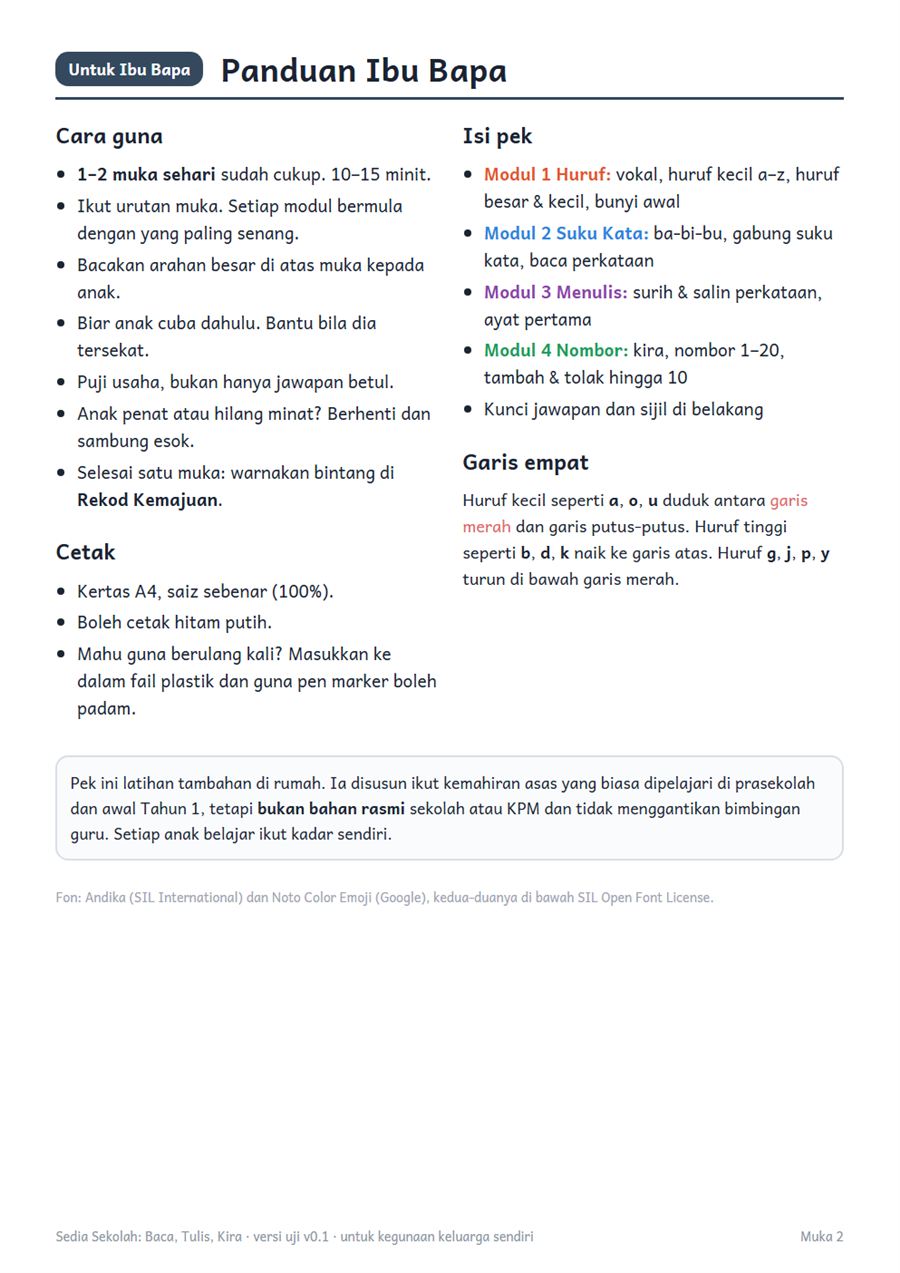 Untuk Ibu Bapa
Panduan Ibu Bapa
Cara guna
• 1–2 muka sehari sudah cukup. 10–15 minit.
• Ikut urutan muka. Setiap modul bermula
dengan yang paling senang.
• Bacakan arahan besar di atas muka kepada
anak.
• Biar anak cuba dahulu. Bantu bila dia
tersekat.
• Puji usaha, bukan hanya jawapan betul.
• Anak penat atau hilang minat? Berhenti dan
sambung esok.
• Selesai satu muka: warnakan bintang di
Rekod Kemajuan.
Cetak
• Kertas A4, saiz sebenar (100%).
• Boleh cetak hitam putih.
• Mahu guna berulang kali? Masukkan ke
dalam fail plastik dan guna pen marker boleh
padam.
Isi pek
• Modul 1 Huruf: vokal, huruf kecil a–z, huruf
besar & kecil, bunyi awal
• Modul 2 Suku Kata: ba-bi-bu, gabung suku
kata, baca perkataan
• Modul 3 Menulis: surih & salin perkataan,
ayat pertama
• Modul 4 Nombor: kira, nombor 1–20,
tambah & tolak hingga 10
• Kunci jawapan dan sijil di belakang
Garis empat
Huruf kecil seperti a, o, u duduk antara garis
merah dan garis putus-putus. Huruf tinggi
seperti b, d, k naik ke garis atas. Huruf g, j, p, y
turun di bawah garis merah.
Pek ini latihan tambahan di rumah. Ia disusun ikut kemahiran asas yang biasa dipelajari di prasekolah
dan awal Tahun 1, tetapi bukan bahan rasmi sekolah atau KPM dan tidak menggantikan bimbingan
guru. Setiap anak belajar ikut kadar sendiri.
Fon: Andika (SIL International) dan Noto Color Emoji (Google), kedua-duanya di bawah SIL Open Font License.
Sedia Sekolah: Baca, Tulis, Kira · versi uji v0.1 · untuk kegunaan keluarga sendiri
Muka 2